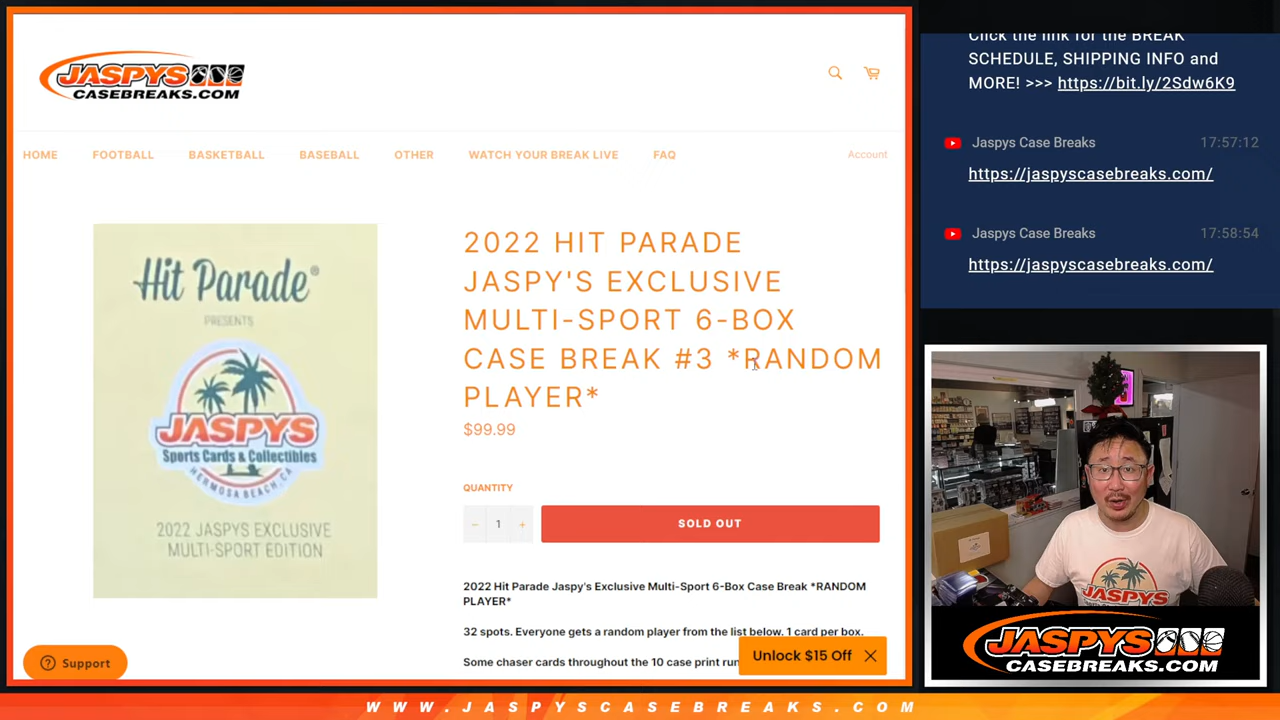 JASPYS
CASEBREAKS.COM
HOME
FOOTBALL
BASKETBALL
BASEBALL
OTHER
WATCH YOUR BREAK LIVE
FAQ
Account
Hit Parade®
PRESENTS
JASPYS
Sports Cards & Collectibles
HERMOSA BEACH, CA
2022 JASPYS EXCLUSIVE
MULTI-SPORT EDITION
2022 HIT PARADE
JASPY'S EXCLUSIVE
MULTI-SPORT 6-BOX
CASE BREAK #3 *RANDOM
PLAYER*
$99.99
QUANTITY
− 1 +
SOLD OUT
2022 Hit Parade Jaspy's Exclusive Multi-Sport 6-Box Case Break *RANDOM
PLAYER*
32 spots. Everyone gets a random player from the list below. 1 card per box.
Some chaser cards throughout the 10 case print run
Support
Unlock $15 Off
Click the link for the BREAK
SCHEDULE, SHIPPING INFO and
MORE! >>> https://bit.ly/2Sdw6K9
Jaspys Case Breaks 17:57:12
https://jaspyscasebreaks.com/
Jaspys Case Breaks 17:58:54
https://jaspyscasebreaks.com/
JASPYS
JASPYS
CASEBREAKS.COM
WWW.JASPYSCASEBREAKS.COM